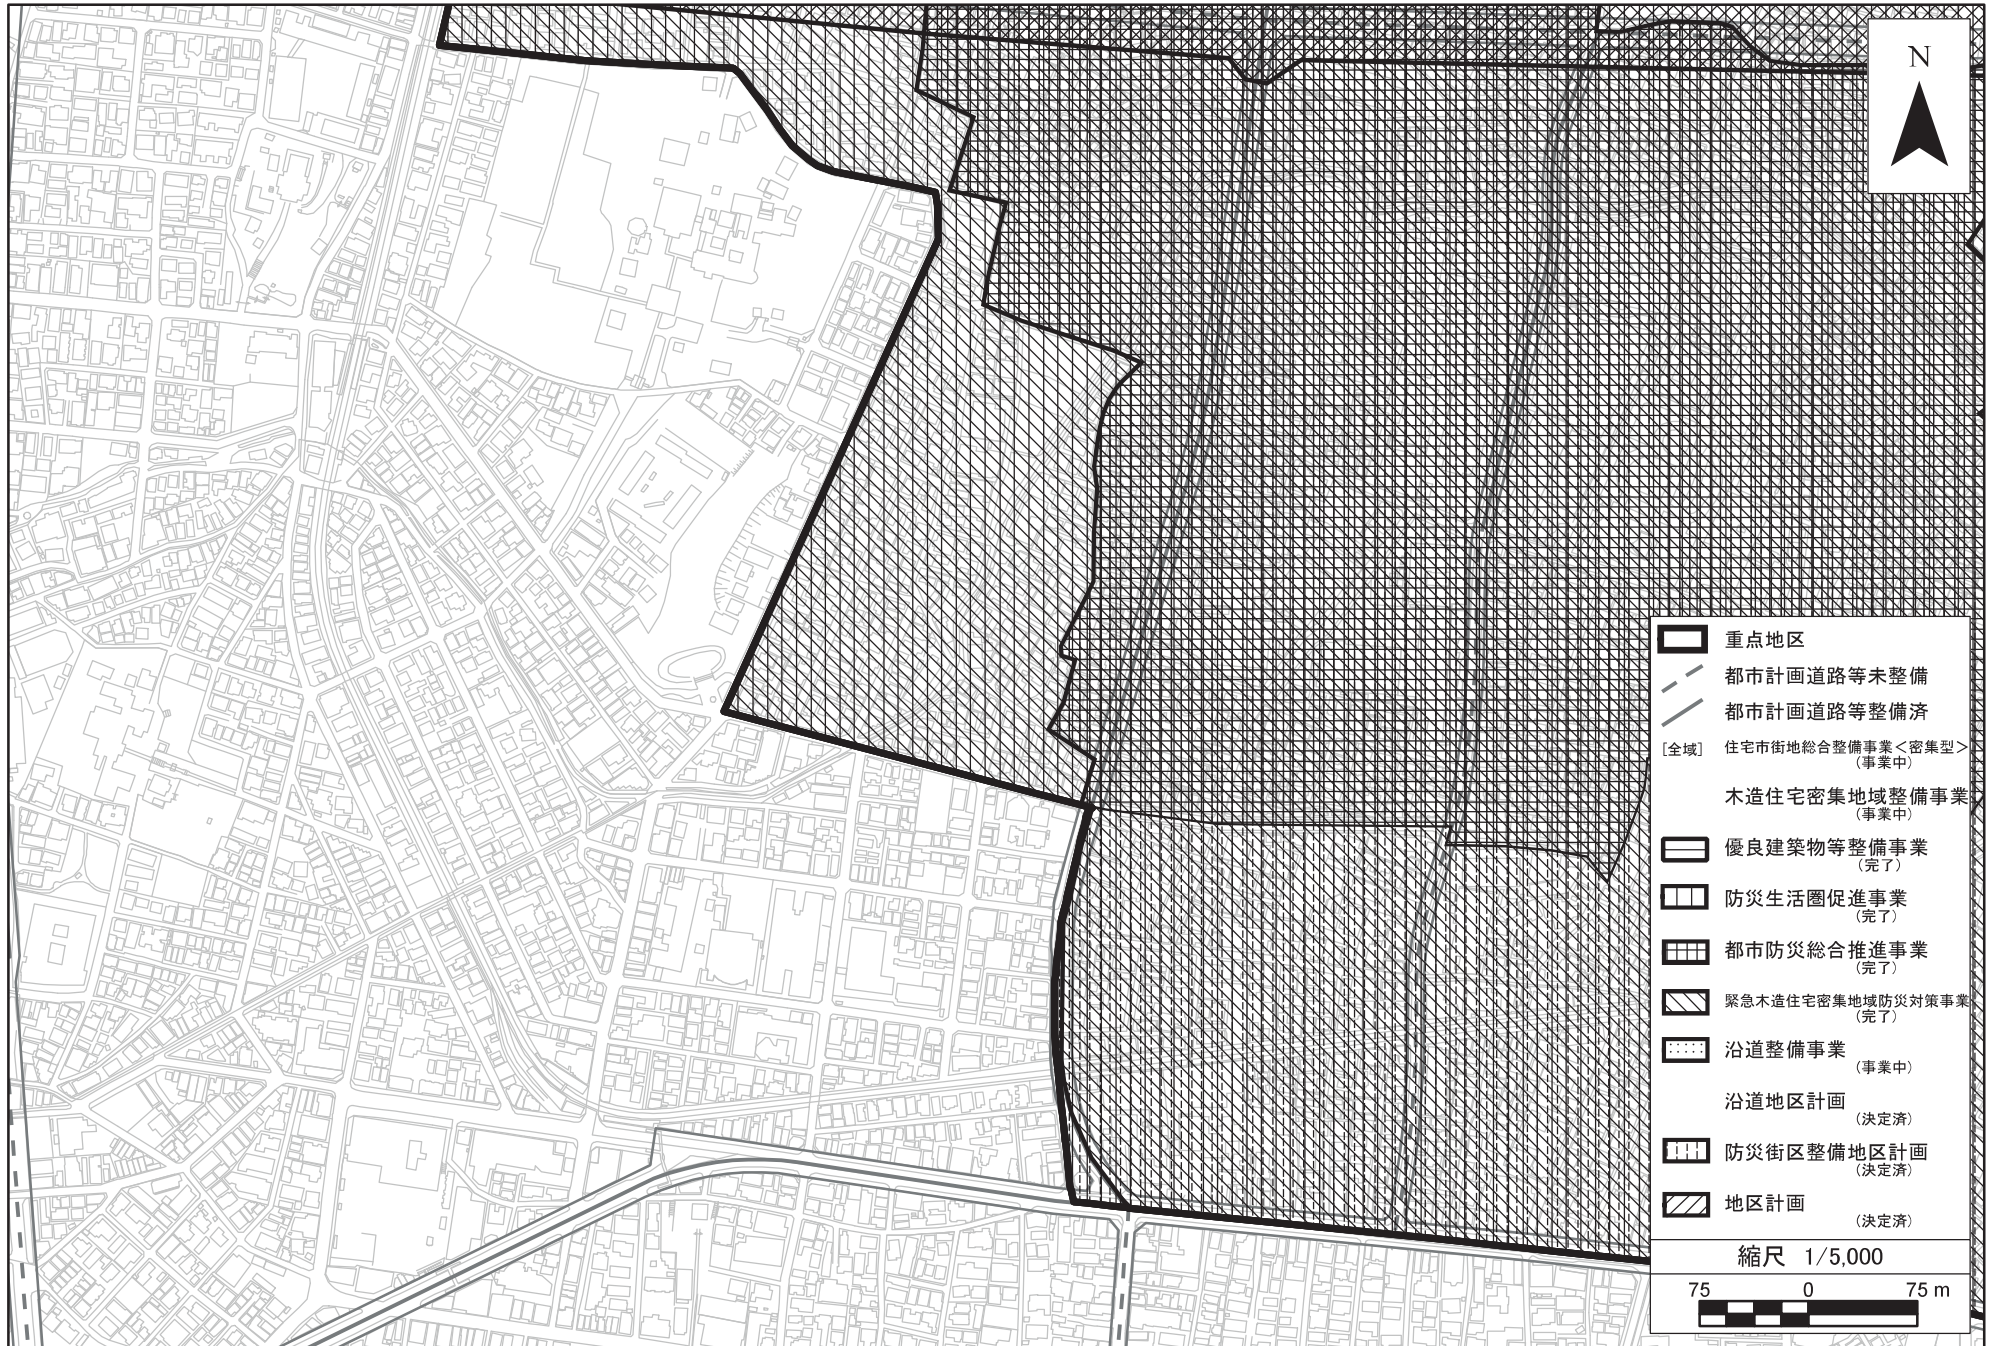 N
重点地区
都市計画道路等未整備
都市計画道路等整備済
[全域] 住宅市街地総合整備事業<密集型>
(事業中)
木造住宅密集地域整備事業
(事業中)
優良建築物等整備事業
(完了)
防災生活圏促進事業
(完了)
都市防災総合推進事業
(完了)
緊急木造住宅密集地域防災対策事業
(完了)
沿道整備事業
(事業中)
沿道地区計画
(決定済)
防災街区整備地区計画
(決定済)
地区計画
(決定済)
縮尺 1/5,000
75 0 75 m